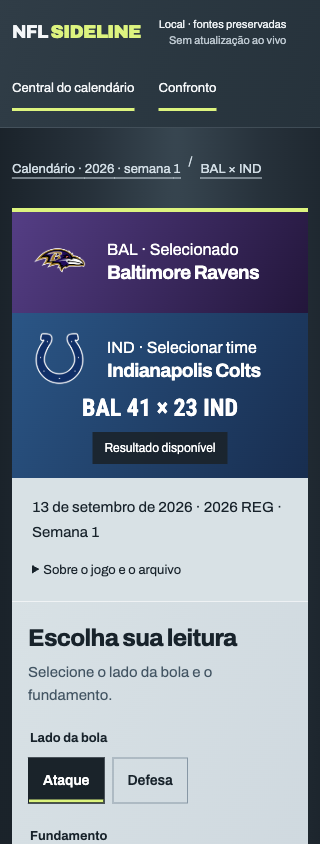 NFL SIDELINE
Local · fontes preservadas
Sem atualização ao vivo
Central do calendário
Confronto
Calendário · 2026 · semana 1 / BAL × IND
BAL · Selecionado
Baltimore Ravens
IND · Selecionar time
Indianapolis Colts
BAL 41 × 23 IND
Resultado disponível
13 de setembro de 2026 · 2026 REG ·
Semana 1
▶ Sobre o jogo e o arquivo
Escolha sua leitura
Selecione o lado da bola e o
fundamento.
Lado da bola
Ataque
Defesa
Fundamento